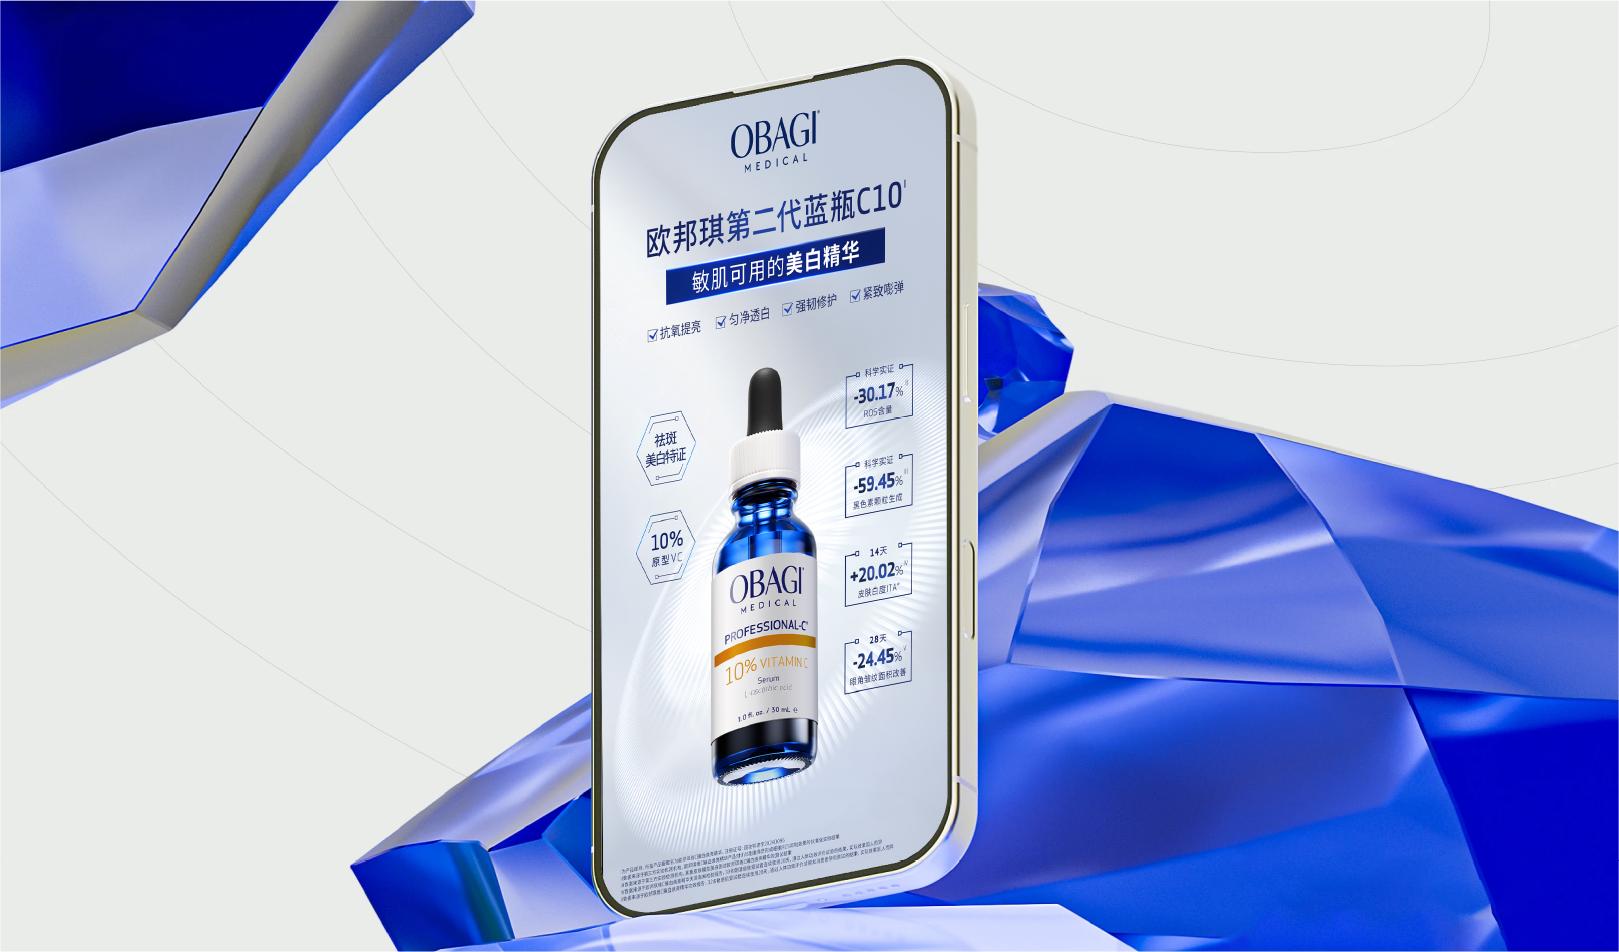 OBAGI
MEDICAL
欧邦琪第二代蓝瓶C10
敏肌可用的美白精华
抗氧提亮 匀净透白 强韧修护 紧致嘭弹
祛斑
美白特证
10%
原型VC
科学实证
-30.17%
ROS含量
科学实证
-59.45%
黑色素颗粒生成
14天
+20.02%
皮肤白度ITA°
28天
-24.45%
眼角皱纹面积改善
OBAGI
MEDICAL
PROFESSIONAL-C
10% VITAMIN C
Serum
L-ascorbic acid
1.0 fl. oz. / 30 mL e